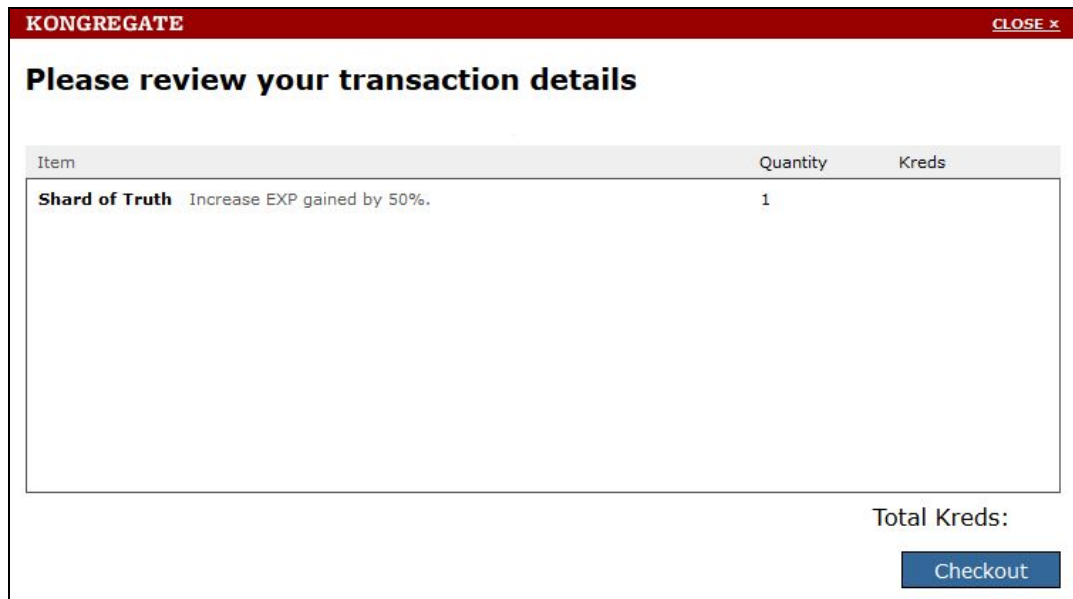 KONGREGATE CLOSE ×
Please review your transaction details
Item Quantity Kreds
Shard of Truth Increase EXP gained by 50%. 1
Total Kreds:
Checkout